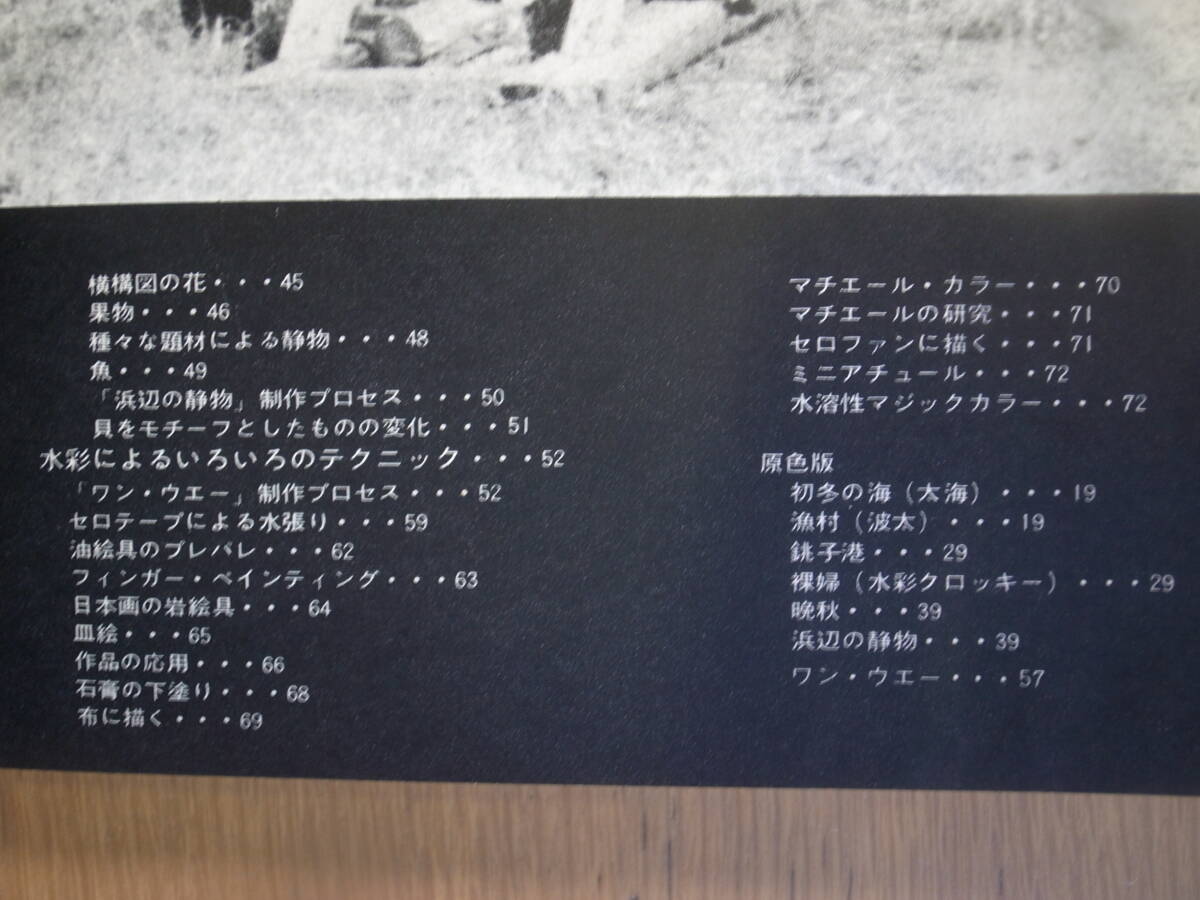 横構図の花・・・45
果物・・・46
種々な題材による静物・・・48
魚・・・49
「浜辺の静物」制作プロセス・・・50
貝をモチーフとしたものの変化・・・51
水彩によるいろいろのテクニック・・・52
「ワン・ウエー」制作プロセス・・・52
セロテープによる水張り・・・59
油絵具のプレパレ・・・62
フィンガー・ペインティング・・・63
日本画の岩絵具・・・64
皿絵・・・65
作品の応用・・・66
石膏の下塗り・・・68
布に描く・・・69
マチエール・カラー・・・70
マチエールの研究・・・71
セロファンに描く・・・71
ミニアチュール・・・72
水溶性マジックカラー・・・72
原色版
初冬の海（太海）・・・19
漁村（波太）・・・19
銚子港・・・29
裸婦（水彩クロッキー）・・・29
晩秋・・・39
浜辺の静物・・・39
ワン・ウエー・・・57